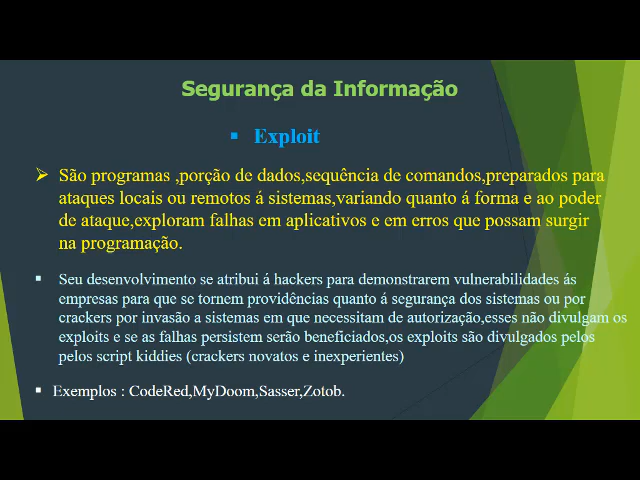 Segurança da Informação
▪ Exploit
➢ São programas ,porção de dados,sequência de comandos,preparados para
ataques locais ou remotos á sistemas,variando quanto á forma e ao poder
de ataque,exploram falhas em aplicativos e em erros que possam surgir
na programação.
▪ Seu desenvolvimento se atribui á hackers para demonstrarem vulnerabilidades ás
empresas para que se tornem providências quanto á segurança dos sistemas ou por
crackers por invasão a sistemas em que necessitam de autorização,esses não divulgam os
exploits e se as falhas persistem serão beneficiados,os exploits são divulgados pelos
pelos script kiddies (crackers novatos e inexperientes)
▪ Exemplos : CodeRed,MyDoom,Sasser,Zotob.